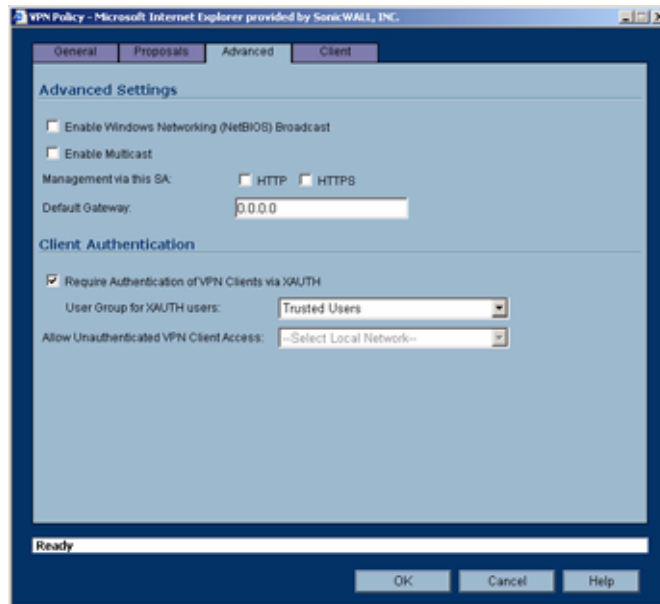 VPN Policy - Microsoft Internet Explorer provided by SonicWALL, INC.
General Proposals Advanced Client
Advanced Settings
Enable Windows Networking (NetBIOS) Broadcast
Enable Multicast
Management via this SA: HTTP HTTPS
Default Gateway: 0.0.0.0
Client Authentication
Require Authentication of VPN Clients via XAUTH
User Group for XAUTH users: Trusted Users
Allow Unauthenticated VPN Client Access: --Select Local Network--
Ready
OK Cancel Help